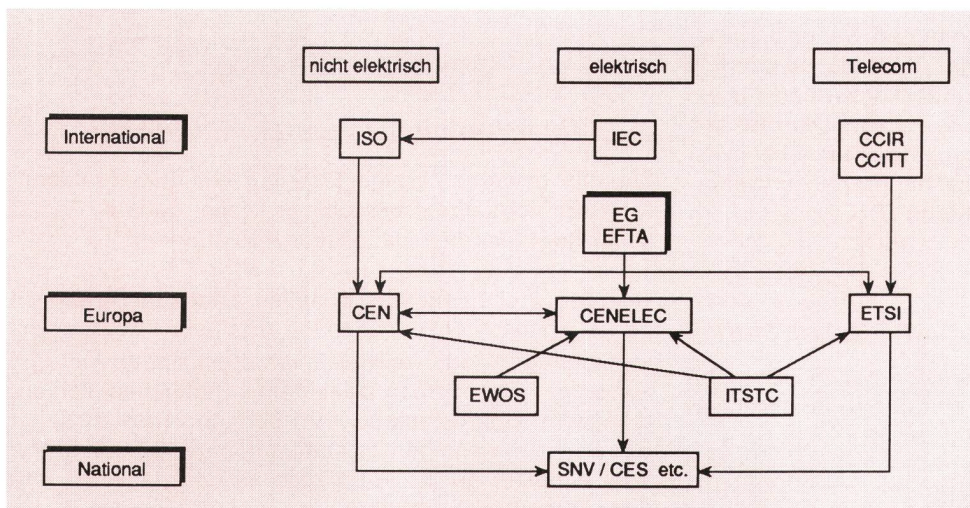 nicht elektrisch
elektrisch
Telecom
International
ISO
IEC
CCIR
CCITT
EG
EFTA
Europa
CEN
CENELEC
ETSI
EWOS
ITSTC
National
SNV / CES etc.